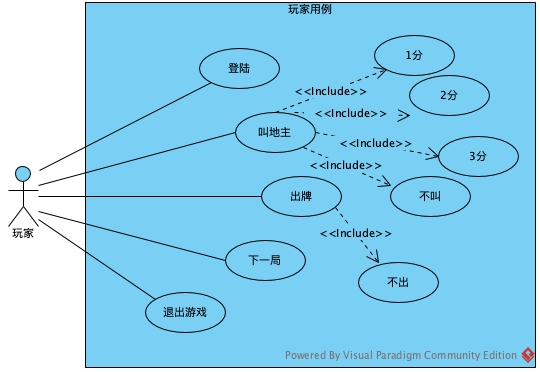 玩家用例
1分
登陆
<<Include>>
2分
<<Include>>
叫地主
<<Include>>
3分
<<Include>>
玩家
出牌
不叫
<<Include>>
下一局
不出
退出游戏
Powered By Visual Paradigm Community Edition